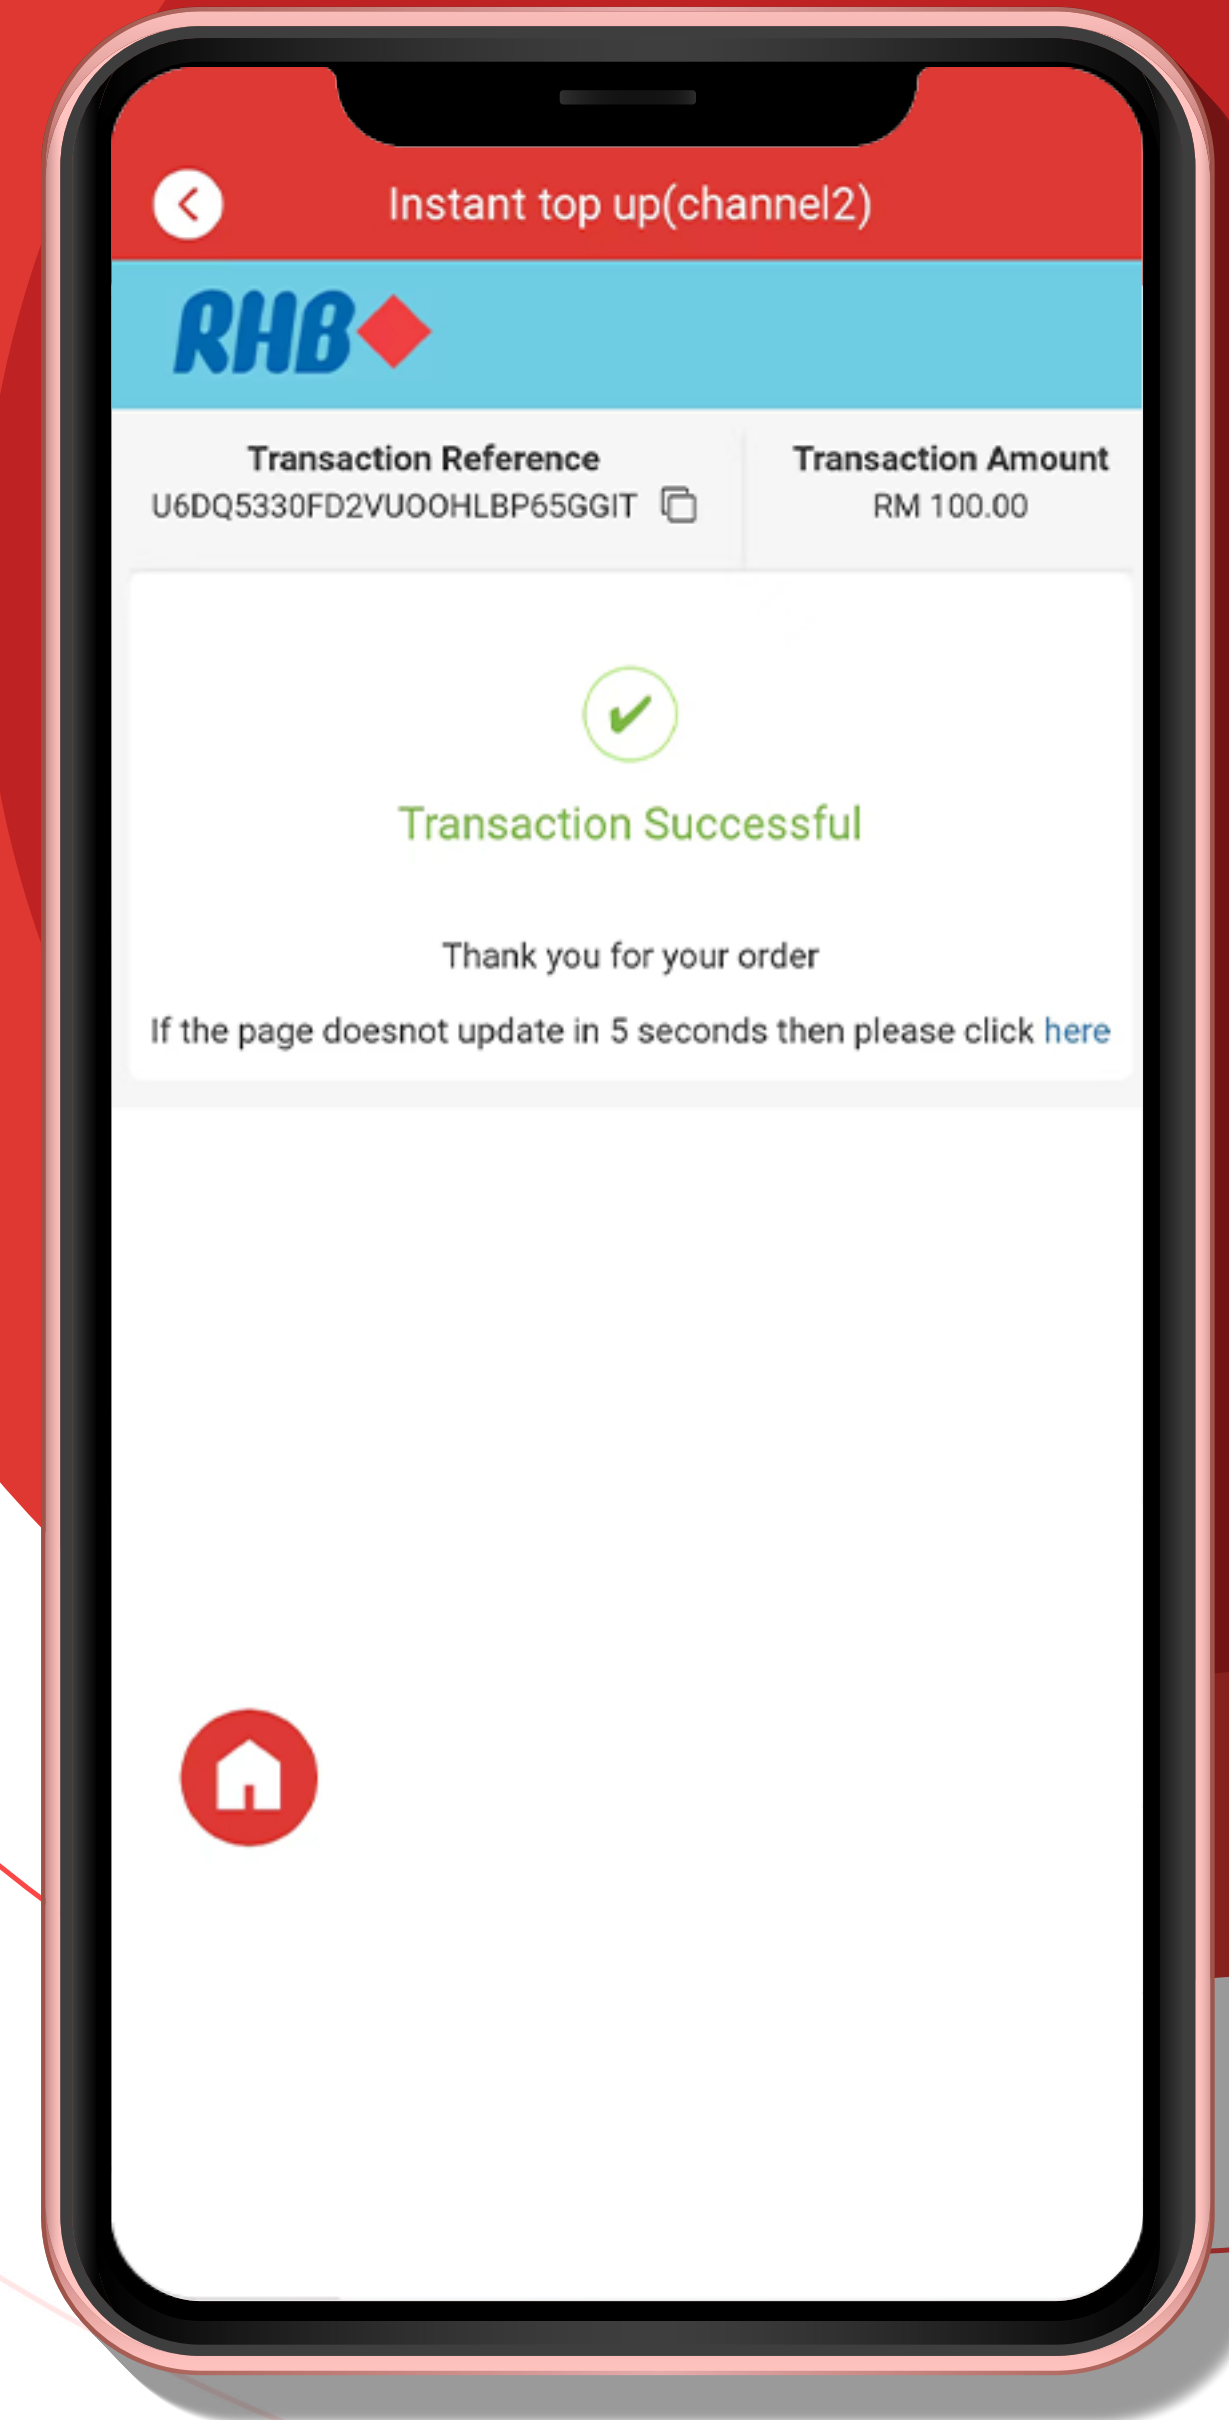 Instant top up(channel2)
RHB
Transaction Reference
U6DQ5330FD2VUOOHLBP65GGIT
Transaction Amount
RM 100.00
Transaction Successful
Thank you for your order
If the page doesnot update in 5 seconds then please click here